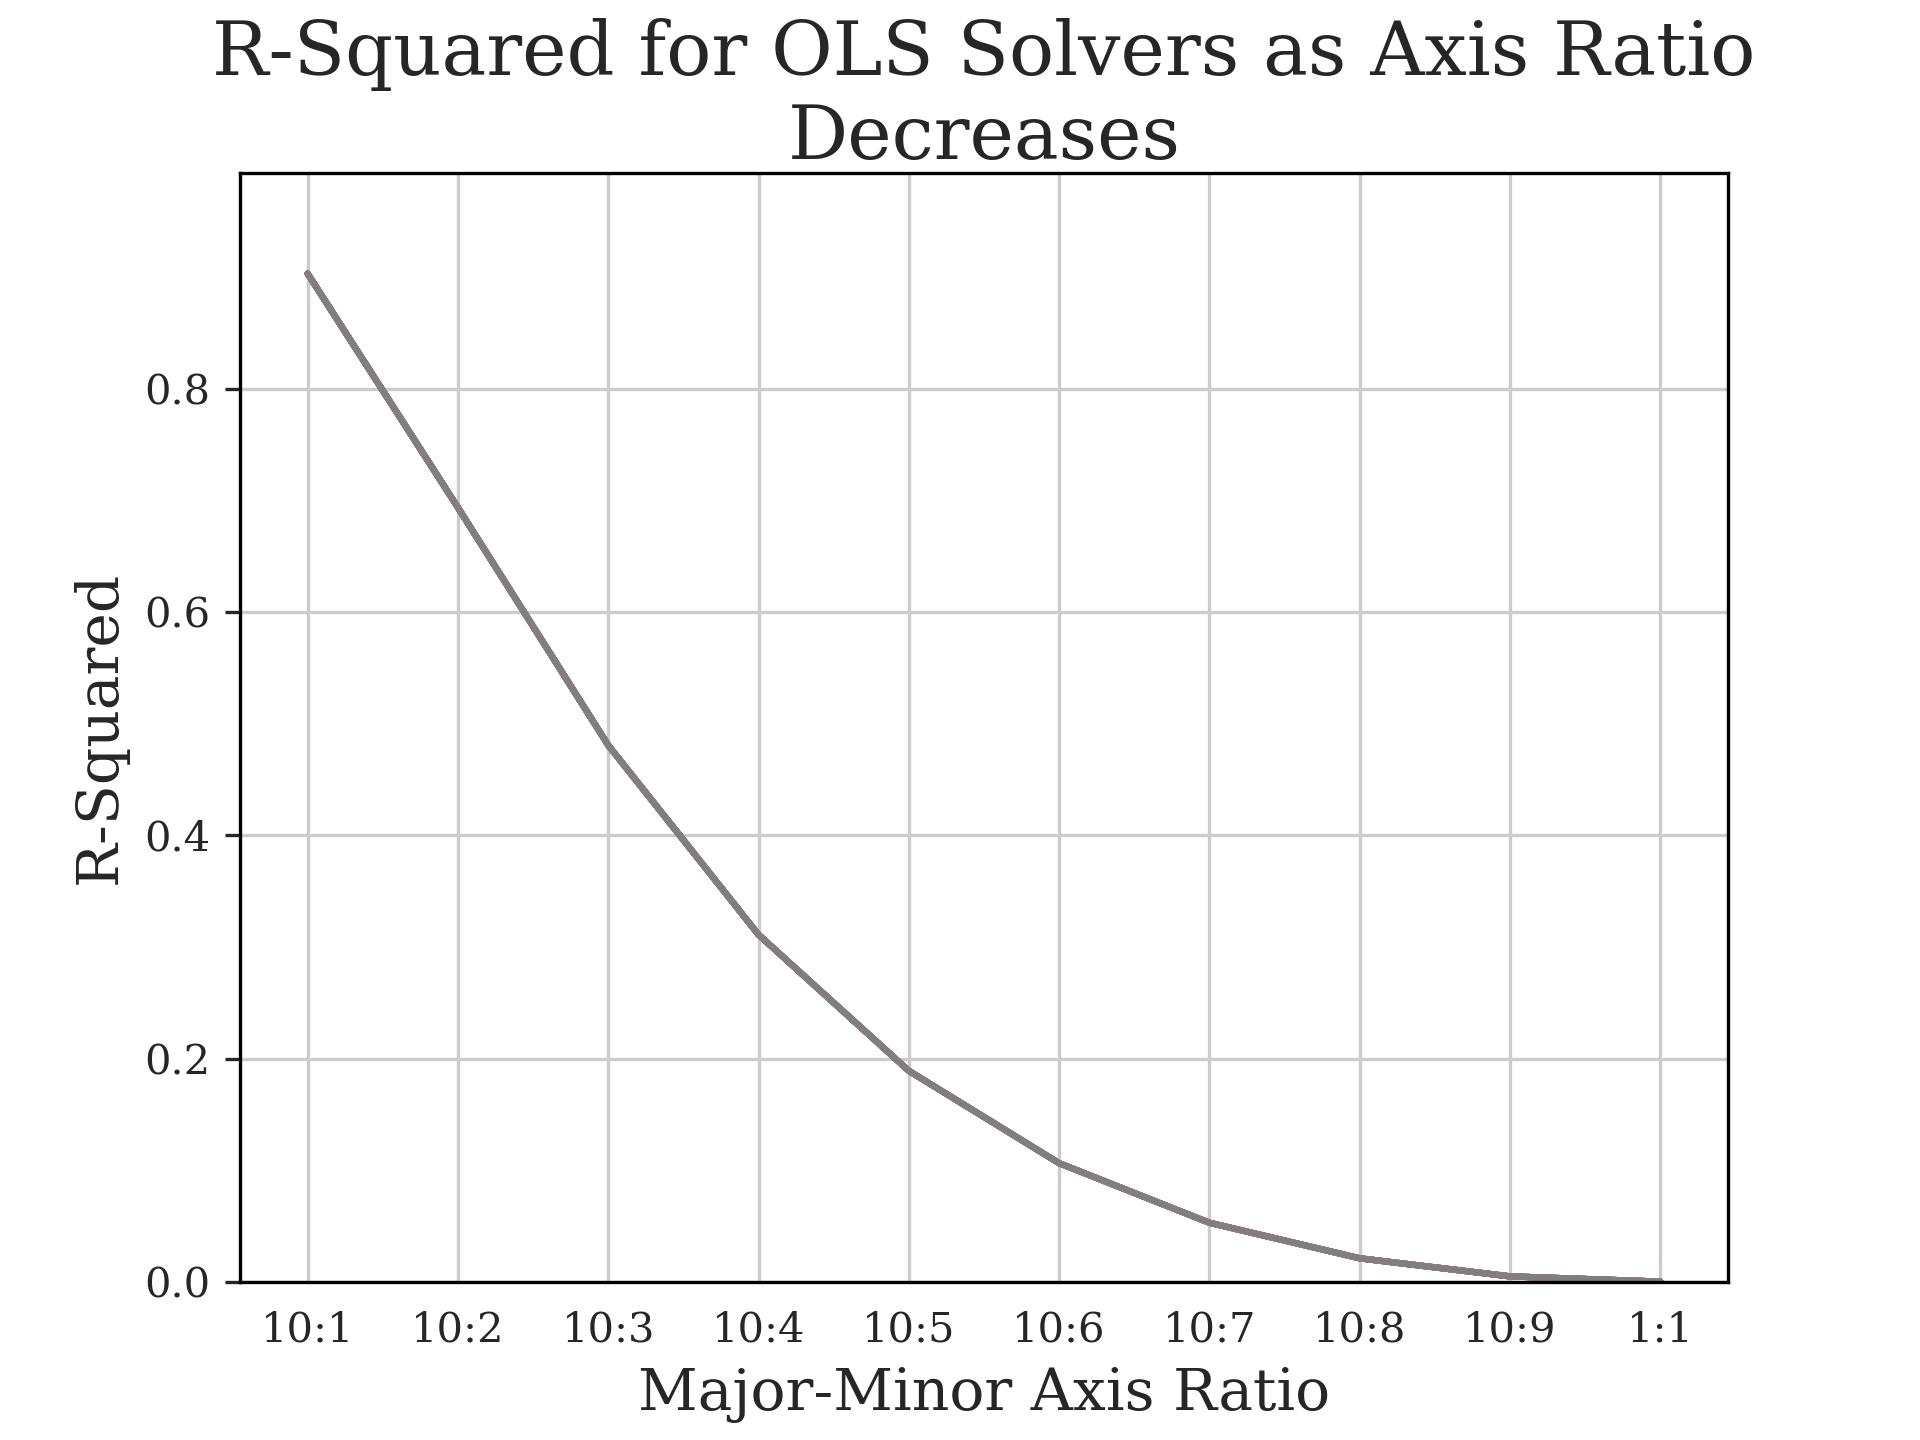 R-Squared for OLS Solvers as Axis Ratio
Decreases
R-Squared
0.8
0.6
0.4
0.2
0.0
10:1 10:2 10:3 10:4 10:5 10:6 10:7 10:8 10:9 1:1
Major-Minor Axis Ratio